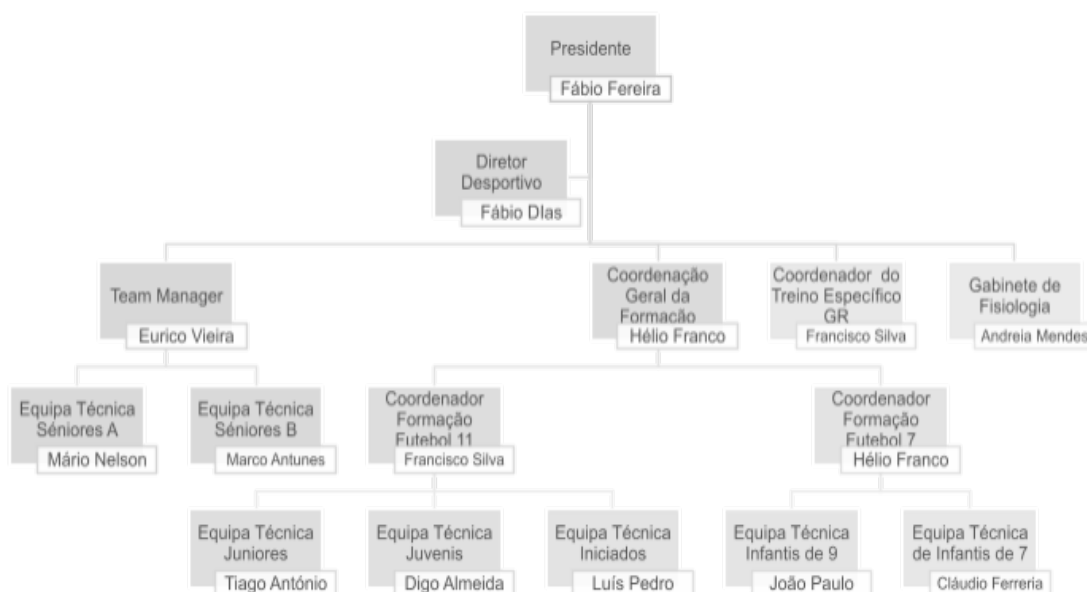 Presidente
Fábio Fereira
Diretor
Desportivo
Fábio DIas
Team Manager
Eurico Vieira
Coordenação
Geral da
Formação
Hélio Franco
Coordenador do
Treino Específico
GR
Francisco Silva
Gabinete de
Fisiologia
Andreia Mendes
Equipa Técnica
Séniores A
Mário Nelson
Equipa Técnica
Séniores B
Marco Antunes
Coordenador
Formação
Futebol 11
Francisco Silva
Coordenador
Formação
Futebol 7
Hélio Franco
Equipa Técnica
Juniores
Tiago António
Equipa Técnica
Juvenis
Digo Almeida
Equipa Técnica
Iniciados
Luís Pedro
Equipa Técnica
Infantis de 9
João Paulo
Equipa Técnica
de Infantis de 7
Cláudio Ferreria